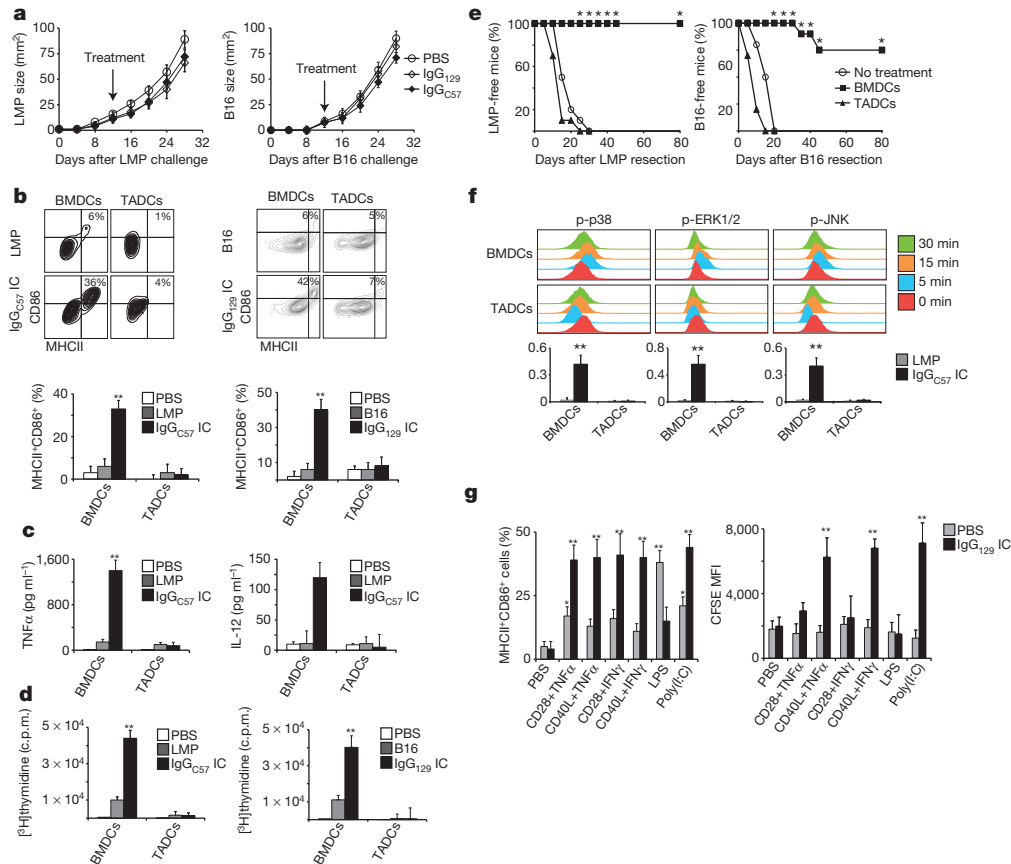 a
LMP size (mm²)
100
75
50
25
0
Treatment
0 8 16 24 32
Days after LMP challenge
B16 size (mm²)
100
75
50
25
0
Treatment
0 8 16 24 32
Days after B16 challenge
PBS
IgG129
IgGC57
b
BMDCs TADCs
LMP
6% 1%
IgGC57 IC
CD86
36% 4%
MHCII
BMDCs TADCs
B16
6% 5%
IgG129 IC
CD86
42% 7%
MHCII
MHCII+CD86+ (%)
40
20
0
**
PBS
LMP
IgGC57 IC
BMDCs
TADCs
MHCII+CD86+ (%)
50
30
10
**
PBS
B16
IgG129 IC
BMDCs
TADCs
c
TNFα (pg ml–1)
1,600
800
0
**
PBS
LMP
IgGC57 IC
BMDCs
TADCs
IL-12 (pg ml–1)
160
80
0
PBS
LMP
IgGC57 IC
BMDCs
TADCs
d
[³H]thymidine (c.p.m.)
5 × 10⁴
3 × 10⁴
1 × 10⁴
**
PBS
LMP
IgGC57 IC
BMDCs
TADCs
[³H]thymidine (c.p.m.)
5 × 10⁴
3 × 10⁴
1 × 10⁴
**
PBS
B16
IgG129 IC
BMDCs
TADCs
e
LMP-free mice (%)
100
80
60
40
20
* * * * * *
0 20 40 60 80
Days after LMP resection
B16-free mice (%)
100
80
60
40
20
* * * * * * *
0 20 40 60 80
Days after B16 resection
No treatment
BMDCs
TADCs
f
p-p38 p-ERK1/2 p-JNK
BMDCs
TADCs
30 min
15 min
5 min
0 min
0.6
0.3
0
**
BMDCs
TADCs
0.8
0.4
0
**
BMDCs
TADCs
0.6
0.3
0
**
BMDCs
TADCs
LMP
IgGC57 IC
g
MHCII+CD86+ cells (%)
50
25
0
* ** ** ** ** ** * **
PBS
CD28+TNFα
CD40L+TNFα
CD28+IFNγ
CD40L+IFNγ
LPS
Poly(I:C)
CFSE MFI
8,000
6,000
4,000
2,000
** ** **
PBS
CD28+TNFα
CD40L+TNFα
CD28+IFNγ
CD40L+IFNγ
LPS
Poly(I:C)
PBS
IgG129 IC